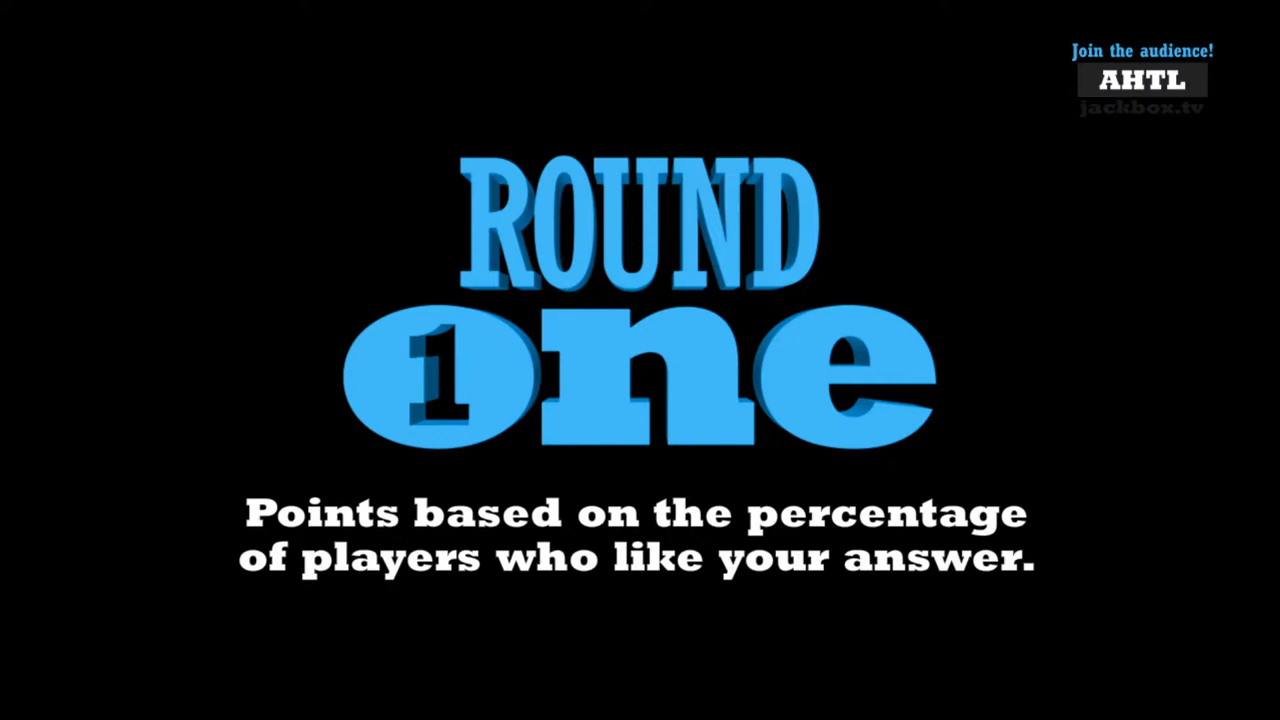 Join the audience!
AHTL
jackbox.tv
ROUND
One
1
Points based on the percentage
of players who like your answer.